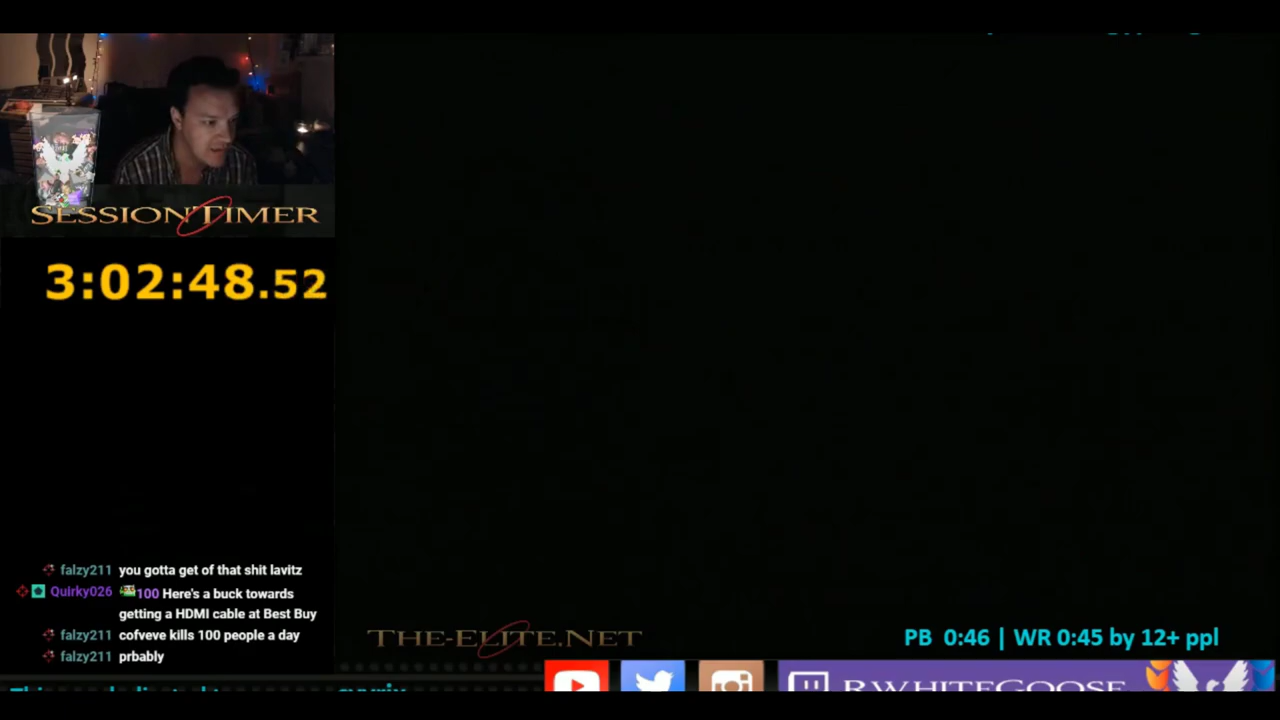 SESSIONTIMER
3:02:48.52
falzy211 you gotta get of that shit lavitz
Quirky026 100 Here's a buck towards
getting a HDMI cable at Best Buy
falzy211 cofveve kills 100 people a day
falzy211 prbably
THE-ELITE.NET
PB 0:46 | WR 0:45 by 12+ ppl
RWHITEGOOSE